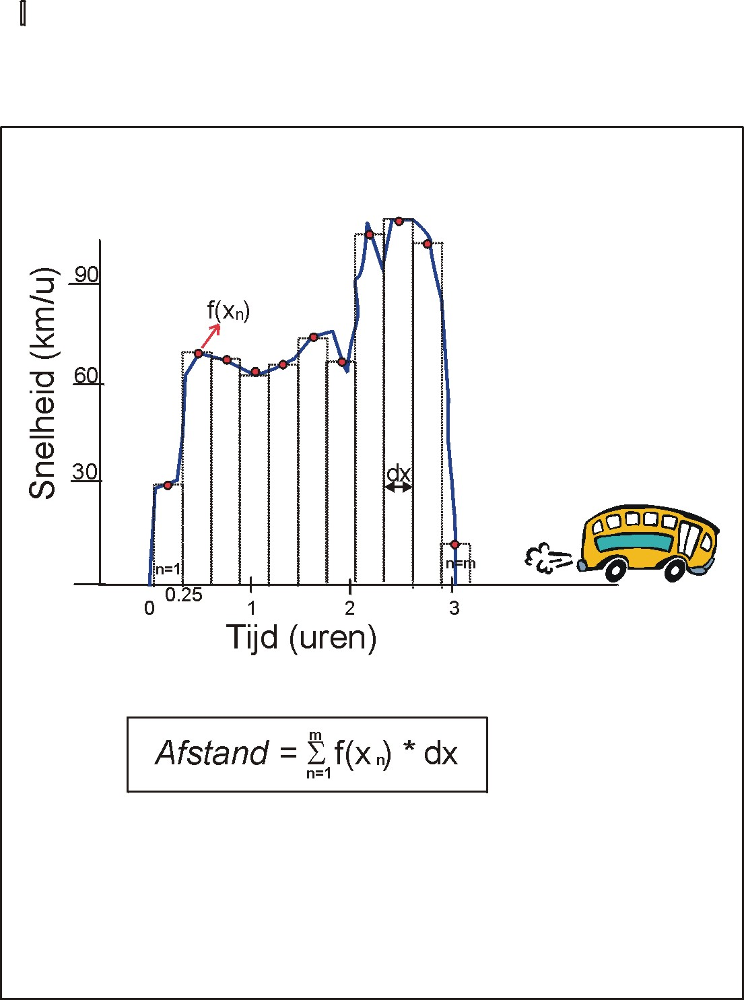 90
f(xn)
60
Snelheid (km/u)
30
dx
n=1
n=m
0.25
0 1 2 3
Tijd (uren)
m
Afstand = Σ f(x n) * dx
n=1